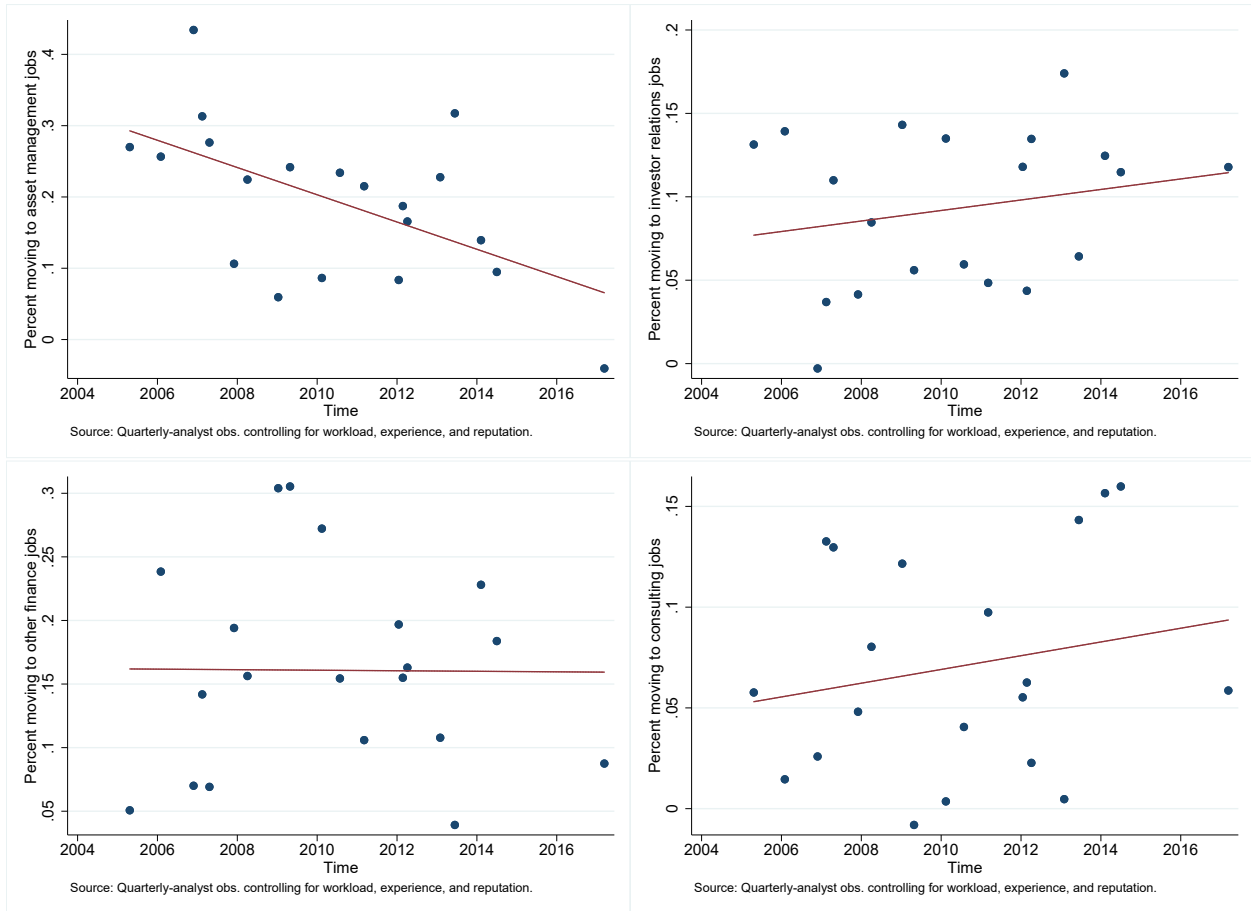 Percent moving to asset management jobs
.4
.3
.2
.1
0
2004 2006 2008 2010 2012 2014 2016
Time
Source: Quarterly-analyst obs. controlling for workload, experience, and reputation.
Percent moving to investor relations jobs
.2
.15
.1
.05
0
2004 2006 2008 2010 2012 2014 2016
Time
Source: Quarterly-analyst obs. controlling for workload, experience, and reputation.
Percent moving to other finance jobs
.3
.25
.2
.15
.1
.05
2004 2006 2008 2010 2012 2014 2016
Time
Source: Quarterly-analyst obs. controlling for workload, experience, and reputation.
Percent moving to consulting jobs
.15
.1
.05
0
2004 2006 2008 2010 2012 2014 2016
Time
Source: Quarterly-analyst obs. controlling for workload, experience, and reputation.